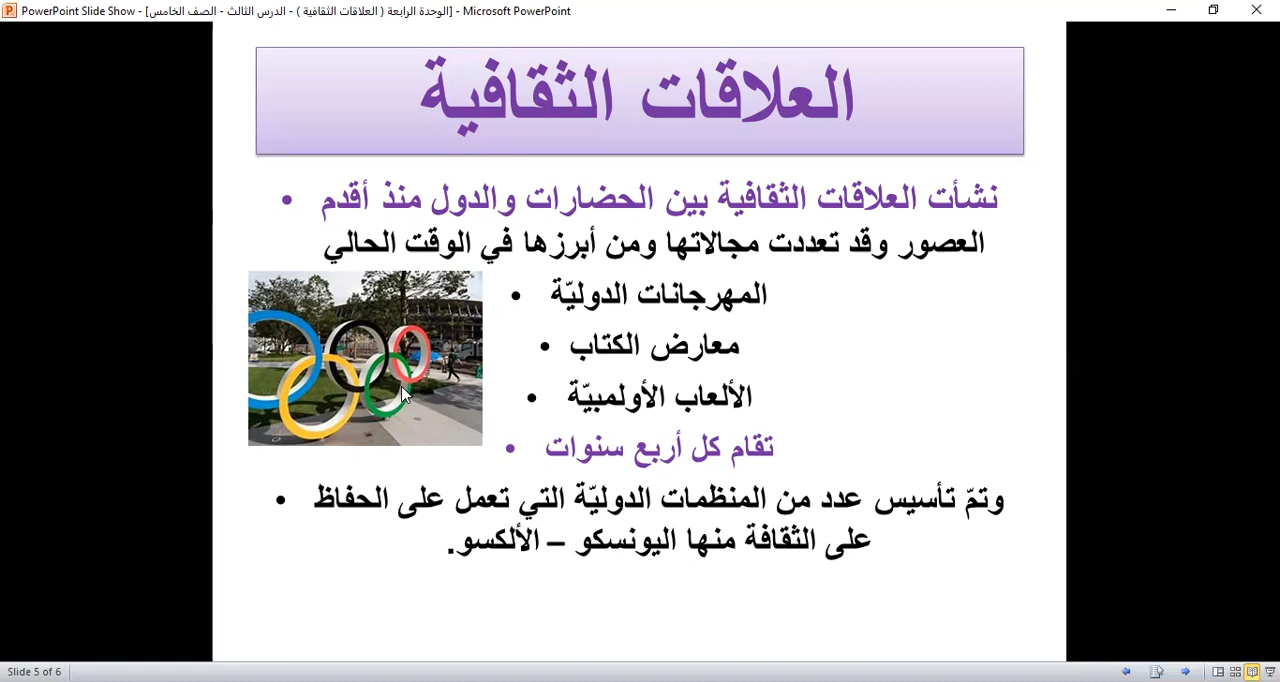 PowerPoint Slide Show - [الوحدة الرابعة ( العلاقات الثقافية ) - الدرس الثالث - الصف الخامس] - Microsoft PowerPoint
العلاقات الثقافية
• نشأت العلاقات الثقافية بين الحضارات والدول منذ أقدم
العصور وقد تعددت مجالاتها ومن أبرزها في الوقت الحالي
• المهرجانات الدوليّة
• معارض الكتاب
• الألعاب الأولمبيّة
• تقام كل أربع سنوات
• وتمّ تأسيس عدد من المنظمات الدوليّة التي تعمل على الحفاظ
على الثقافة منها اليونسكو – الألكسو.
Slide 5 of 6